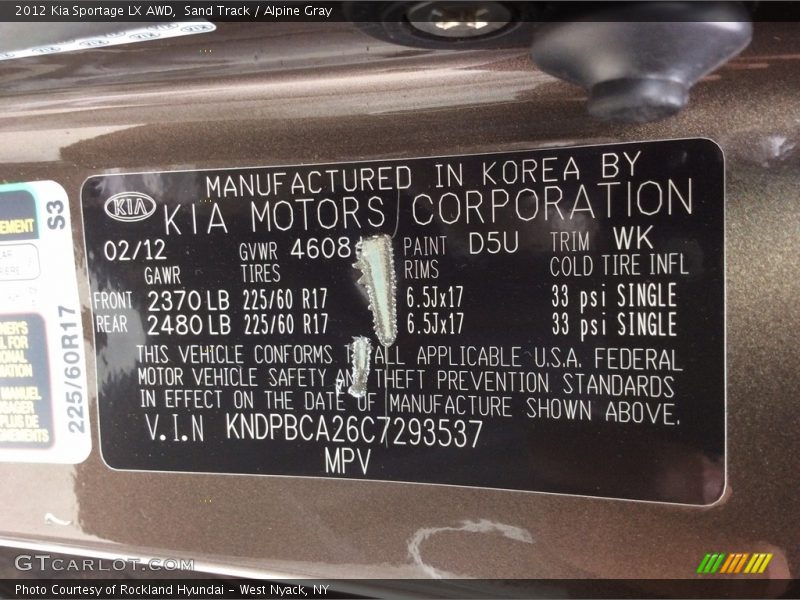 2012 Kia Sportage LX AWD, Sand Track / Alpine Gray
MANUFACTURED IN KOREA BY
KIA KIA MOTORS CORPORATION
02/12 GVWR 4608 PAINT D5U TRIM WK
GAWR TIRES RIMS COLD TIRE INFL
FRONT 2370 LB 225/60 R17 6.5Jx17 33 psi SINGLE
REAR 2480 LB 225/60 R17 6.5Jx17 33 psi SINGLE
THIS VEHICLE CONFORMS ALL APPLICABLE U.S.A. FEDERAL
MOTOR VEHICLE SAFETY THEFT PREVENTION STANDARDS
IN EFFECT ON THE DATE OF MANUFACTURE SHOWN ABOVE.
V.I.N KNDPBCA26C7293537
MPV
S3
225/60R17
GTCARLOT.COM
Photo Courtesy of Rockland Hyundai - West Nyack, NY